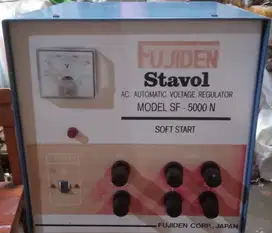 FUJIDEN
Stavol
AC. AUTOMATIC VOLTAGE REGULATOR
MODEL SF - 5000 N
SOFT START
FUJIDEN CORP., JAPAN